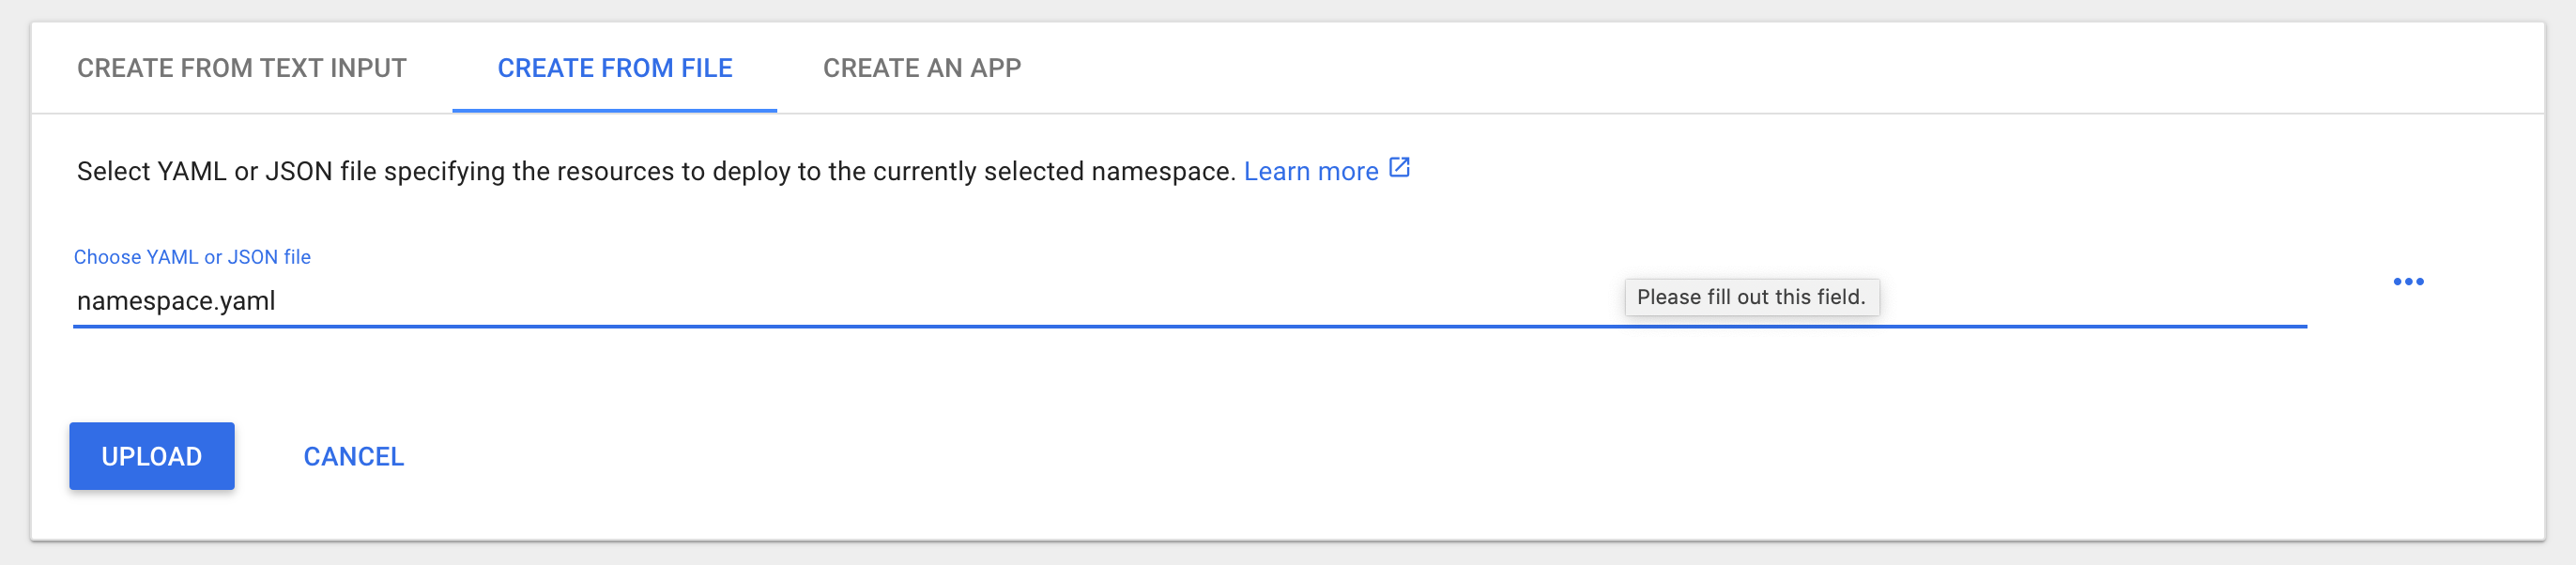 CREATE FROM TEXT INPUT CREATE FROM FILE CREATE AN APP
Select YAML or JSON file specifying the resources to deploy to the currently selected namespace. Learn more
Choose YAML or JSON file
namespace.yaml
Please fill out this field.
UPLOAD CANCEL